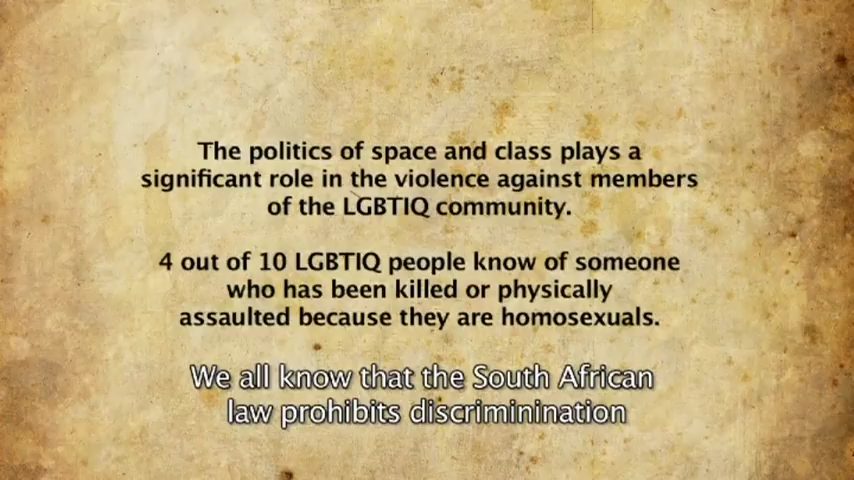 The politics of space and class plays a
significant role in the violence against members
of the LGBTIQ community.
4 out of 10 LGBTIQ people know of someone
who has been killed or physically
assaulted because they are homosexuals.
We all know that the South African
law prohibits discriminination